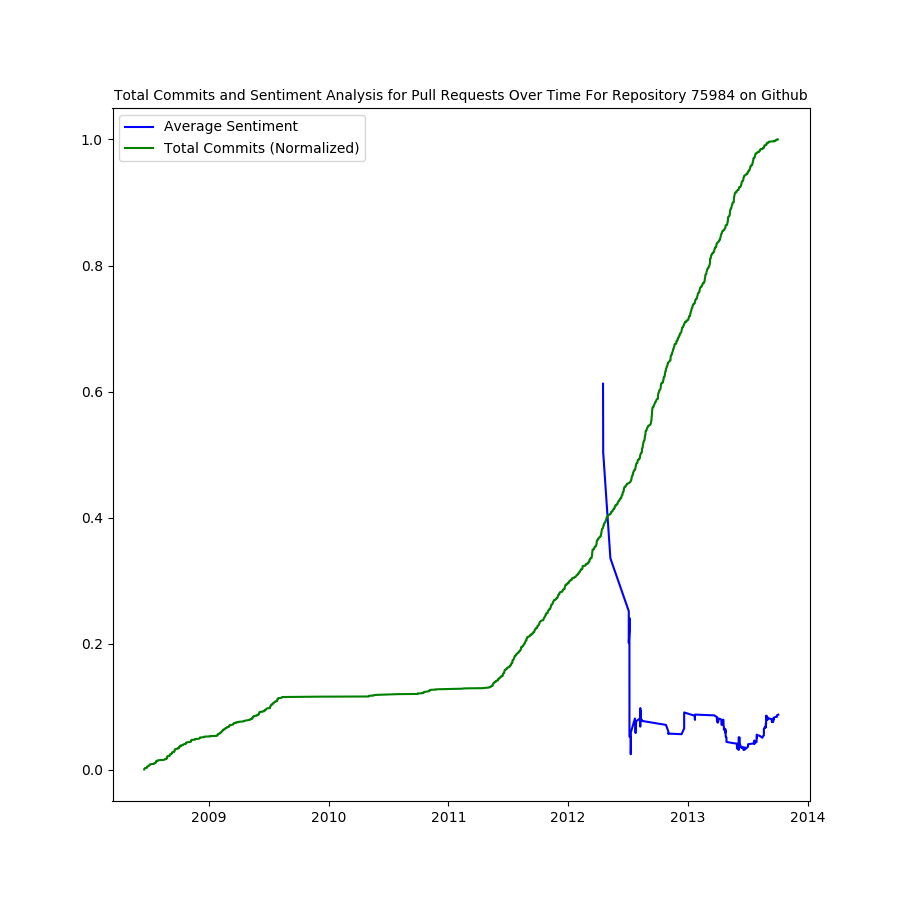 Total Commits and Sentiment Analysis for Pull Requests Over Time For Repository 75984 on Github
Average Sentiment
Total Commits (Normalized)
1.0
0.8
0.6
0.4
0.2
0.0
2009 2010 2011 2012 2013 2014